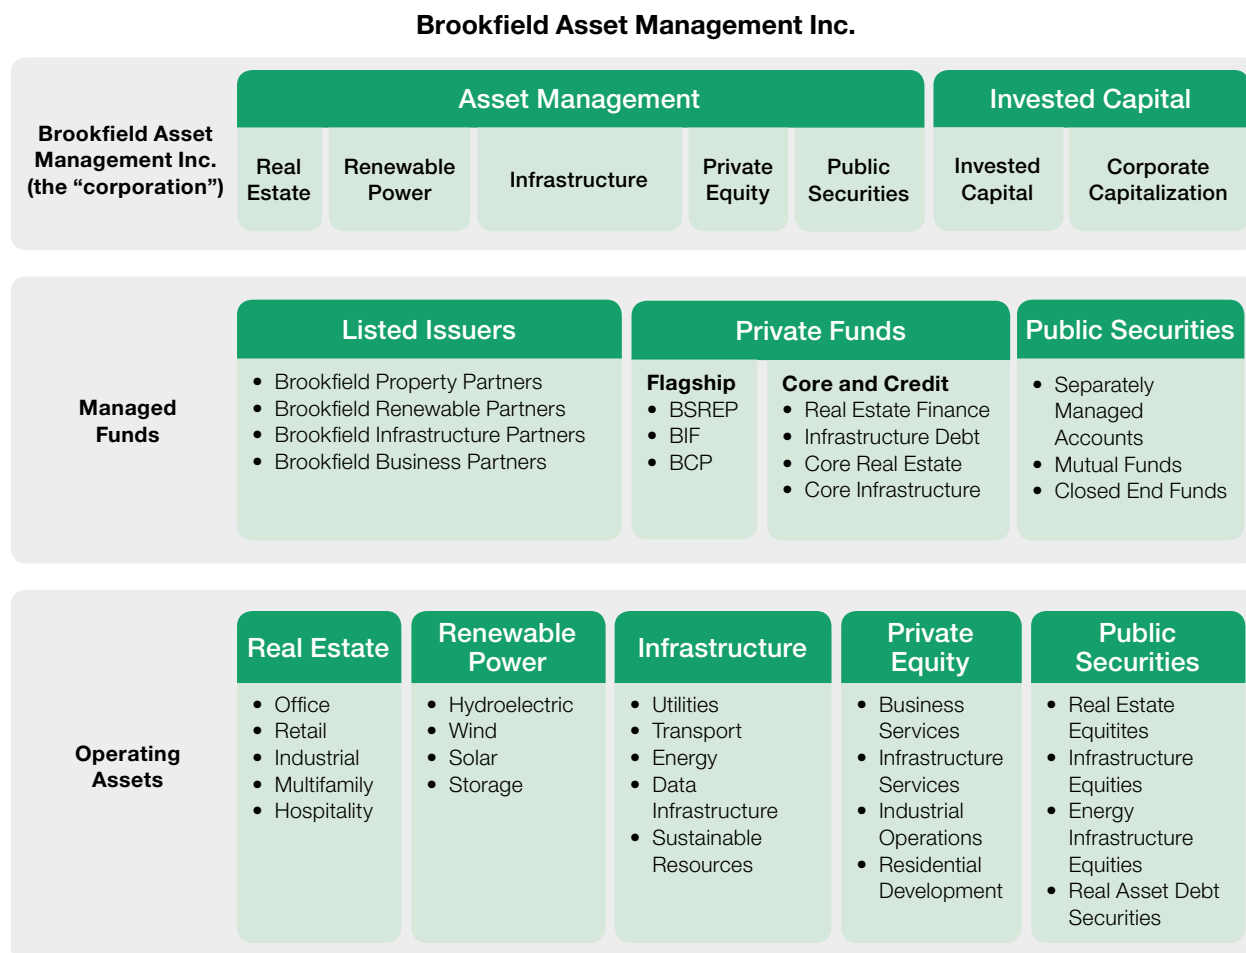 Brookfield Asset Management Inc.
Brookfield Asset
Management Inc.
(the “corporation”)
Asset Management
Real
Estate
Renewable
Power
Infrastructure
Private
Equity
Public
Securities
Invested Capital
Invested
Capital
Corporate
Capitalization
Managed
Funds
Listed Issuers
• Brookfield Property Partners
• Brookfield Renewable Partners
• Brookfield Infrastructure Partners
• Brookfield Business Partners
Private Funds
Flagship
• BSREP
• BIF
• BCP
Core and Credit
• Real Estate Finance
• Infrastructure Debt
• Core Real Estate
• Core Infrastructure
Public Securities
• Separately
Managed
Accounts
• Mutual Funds
• Closed End Funds
Operating
Assets
Real Estate
• Office
• Retail
• Industrial
• Multifamily
• Hospitality
Renewable
Power
• Hydroelectric
• Wind
• Solar
• Storage
Infrastructure
• Utilities
• Transport
• Energy
• Data
Infrastructure
• Sustainable
Resources
Private
Equity
• Business
Services
• Infrastructure
Services
• Industrial
Operations
• Residential
Development
Public
Securities
• Real Estate
Equitites
• Infrastructure
Equities
• Energy
Infrastructure
Equities
• Real Asset Debt
Securities